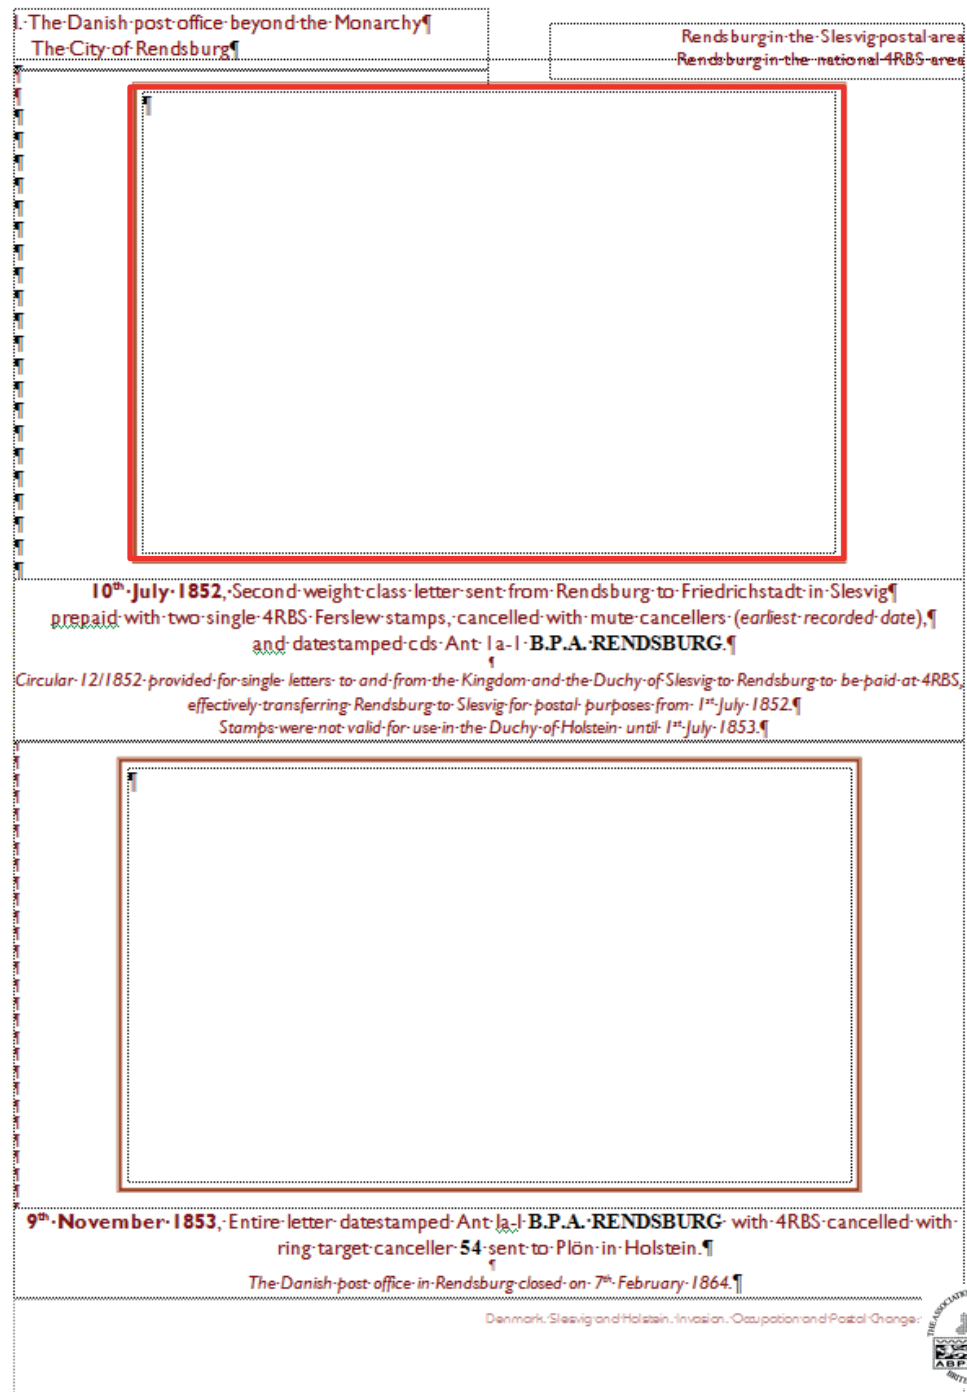 I. The Danish post office beyond the Monarchy
The City of Rendsburg
Rendsburg in the Slesvig postal area
Rendsburg in the national 4RBS area
10th July 1852, Second weight class letter sent from Rendsburg to Friedrichstadt in Slesvig
prepaid with two single 4RBS Ferslew stamps, cancelled with mute cancellers (earliest recorded date),
and datestamped cds Ant 1a-1 B.P.A. RENDSBURG.
Circular 12/1852 provided for single letters to and from the Kingdom and the Duchy of Slesvig to Rendsburg to be paid at 4RBS,
effectively transferring Rendsburg to Slesvig for postal purposes from 1st July 1852.
Stamps were not valid for use in the Duchy of Holstein until 1st July 1853.
9th November 1853, Entire letter datestamped Ant Ia-I B.P.A. RENDSBURG with 4RBS cancelled with
ring target canceller 54 sent to Plön in Holstein.
The Danish post office in Rendsburg closed on 7th February 1864.
Denmark. Slesvig and Holstein. Invasion. Occupation and Postal Change.
THE ASSOCIATION
ABP
BRIT